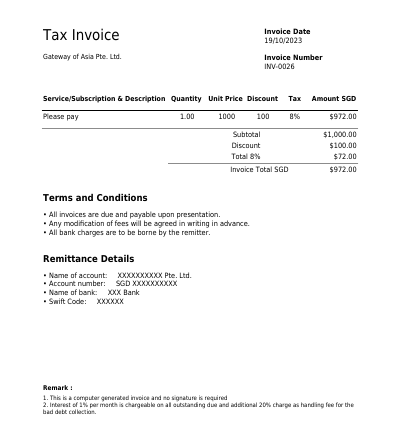 Tax Invoice
Invoice Date
19/10/2023
Gateway of Asia Pte. Ltd.
Invoice Number
INV-0026
Service/Subscription & Description Quantity Unit Price Discount Tax Amount SGD
Please pay 1.00 1000 100 8% $972.00
Subtotal $1,000.00
Discount $100.00
Total 8% $72.00
Invoice Total SGD $972.00
Terms and Conditions
• All invoices are due and payable upon presentation.
• Any modification of fees will be agreed in writing in advance.
• All bank charges are to be borne by the remitter.
Remittance Details
• Name of account: XXXXXXXXXX Pte. Ltd.
• Account number: SGD XXXXXXXXXX
• Name of bank: XXX Bank
• Swift Code: XXXXXX
Remark :
1. This is a computer generated invoice and no signature is required
2. Interest of 1% per month is chargeable on all outstanding due and additional 20% charge as handling fee for the
bad debt collection.